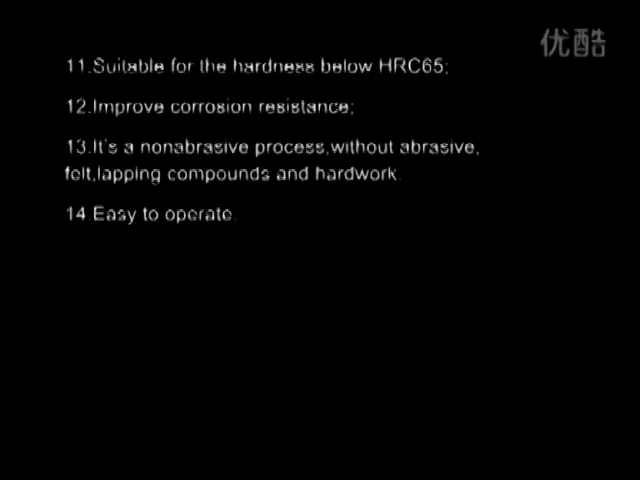 优酷
11.Suitable for the hardness below HRC65;
12.Improve corrosion resistance;
13.It's a nonabrasive process,without abrasive,
felt,lapping compounds and hardwork.
14.Easy to operate.